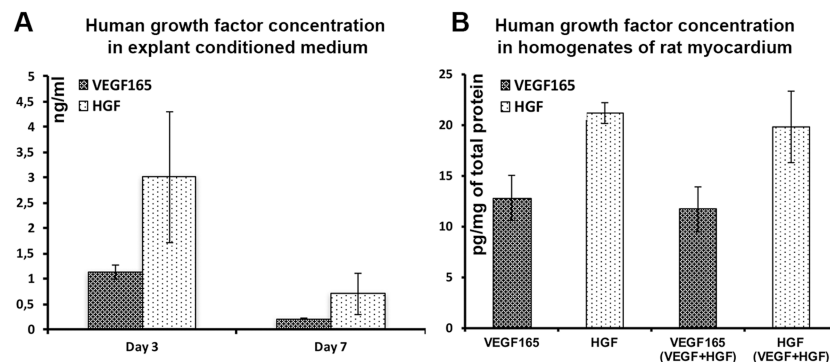 A
Human growth factor concentration
in explant conditioned medium
ng/ml
VEGF165
HGF
5
4,5
4
3,5
3
2,5
2
1,5
1
0,5
0
Day 3
Day 7
B
Human growth factor concentration
in homogenates of rat myocardium
pg/mg of total protein
VEGF165
HGF
25
20
15
10
5
0
VEGF165
HGF
VEGF165
(VEGF+HGF)
HGF
(VEGF+HGF)